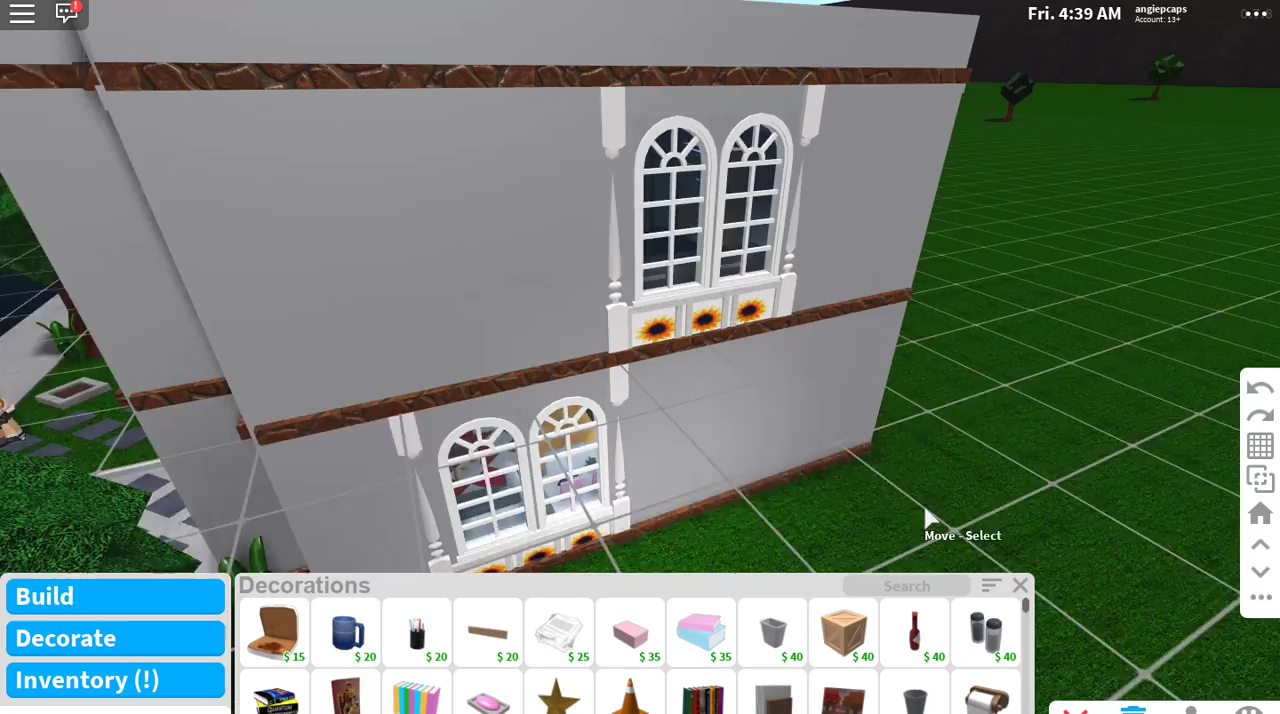 !
Fri. 4:39 AM
angiepcaps
Account: 13+
Move - Select
Build
Decorate
Inventory (!)
Decorations
Search
$ 15
$ 20
$ 20
$ 20
$ 25
$ 35
$ 35
$ 40
$ 40
$ 40
$ 40
QUANTUM